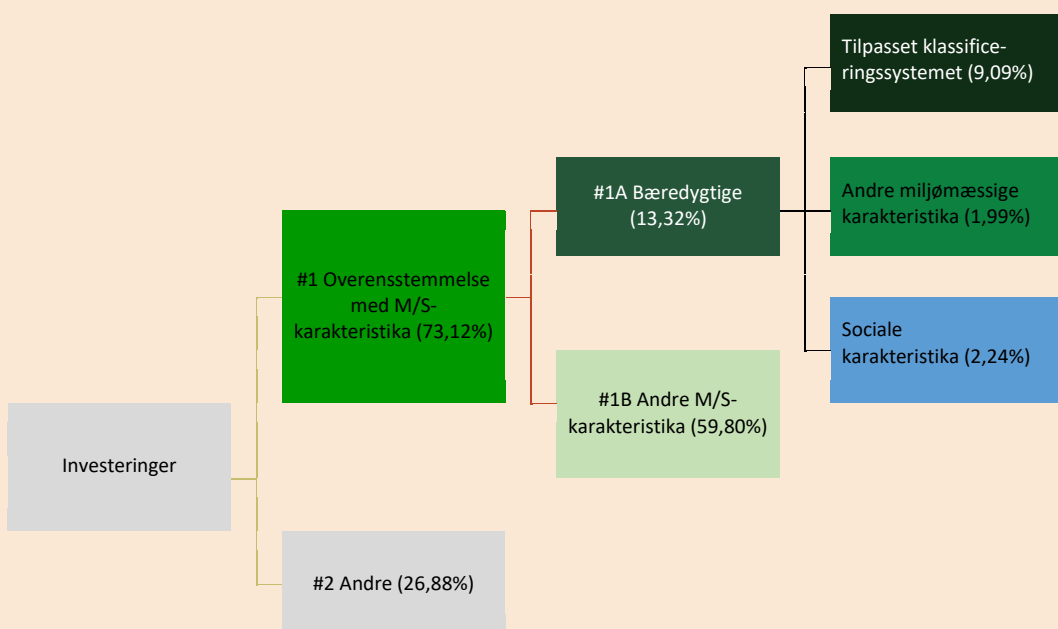 Investeringer
#1 Overensstemmelse
med M/S-
karakteristika (73,12%)
#2 Andre (26,88%)
#1A Bæredygtige
(13,32%)
#1B Andre M/S-
karakteristika (59,80%)
Tilpasset klassifice-
ringssystemet (9,09%)
Andre miljømæssige
karakteristika (1,99%)
Sociale
karakteristika (2,24%)